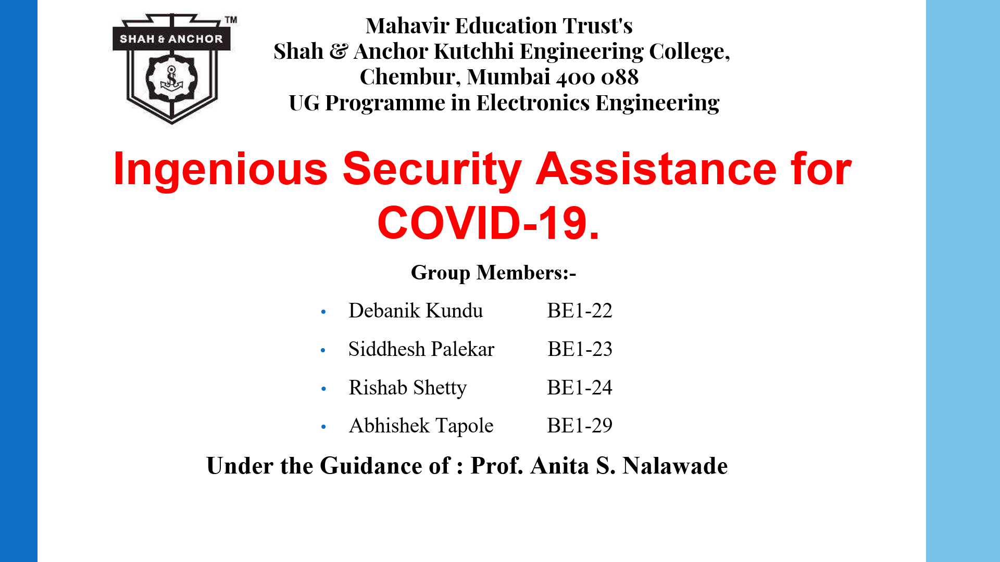 TM
SHAH & ANCHOR
Mahavir Education Trust's
Shah & Anchor Kutchhi Engineering College,
Chembur, Mumbai 400 088
UG Programme in Electronics Engineering
Ingenious Security Assistance for
COVID-19.
Group Members:-
• Debanik Kundu BE1-22
• Siddhesh Palekar BE1-23
• Rishab Shetty BE1-24
• Abhishek Tapole BE1-29
Under the Guidance of : Prof. Anita S. Nalawade